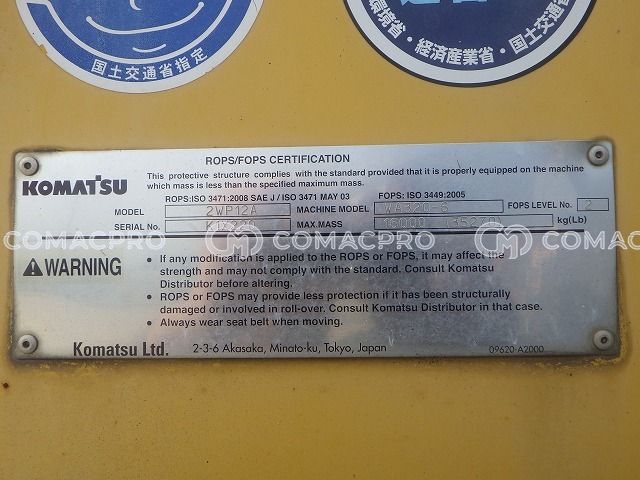 国土交通省指定
環境省・経済産業省・国土交
ROPS/FOPS CERTIFICATION
This protective structure complies with the standard provided that it is properly equipped on the machine
which mass is less than the specified maximum mass.
KOMATSU
ROPS:ISO 3471:2008 SAE J / ISO 3471 MAY 03 FOPS: ISO 3449:2005
MODEL 2WP12A MACHINE MODEL WA320-6 FOPS LEVEL No. 2
SERIAL No. MAX.MASS 16000 kg(Lb)
COMACPRO COMACPRO COMACPRO
WARNING
• If any modification is applied to the ROPS or FOPS, it may affect the
strength and may not comply with the standard. Consult Komatsu
Distributor before altering.
• ROPS or FOPS may provide less protection if it has been structurally
damaged or involved in roll-over. Consult Komatsu Distributor in that case.
• Always wear seat belt when moving.
Komatsu Ltd. 2-3-6 Akasaka, Minato-ku, Tokyo, Japan 09620-A2000